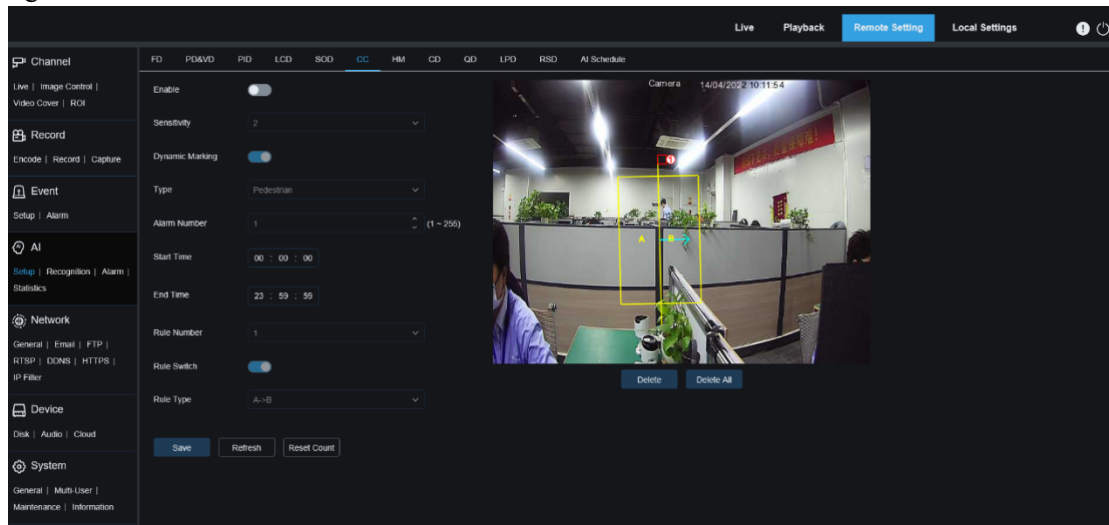 Live Playback Remote Setting Local Settings
Channel
Live | Image Control |
Video Cover | ROI
Record
Encode | Record | Capture
Event
Setup | Alarm
AI
Setup | Recognition | Alarm |
Statistics
Network
General | Email | FTP |
RTSP | DDNS | HTTPS |
IP Filter
Device
Disk | Audio | Cloud
System
General | Multi-User |
Maintenance | Information
FD PD&VD PID LCD SOD CC HM CD QD LPD RSD AI Schedule
Enable
Sensitivity 2
Dynamic Marking
Type Pedestrian
Alarm Number 1 (1 ~ 255)
Start Time 00 : 00 : 00
End Time 23 : 59 : 59
Rule Number 1
Rule Switch
Rule Type A->B
Save Refresh Reset Count
Camera 14/04/2022 10:11:54
1
A B
Delete Delete All